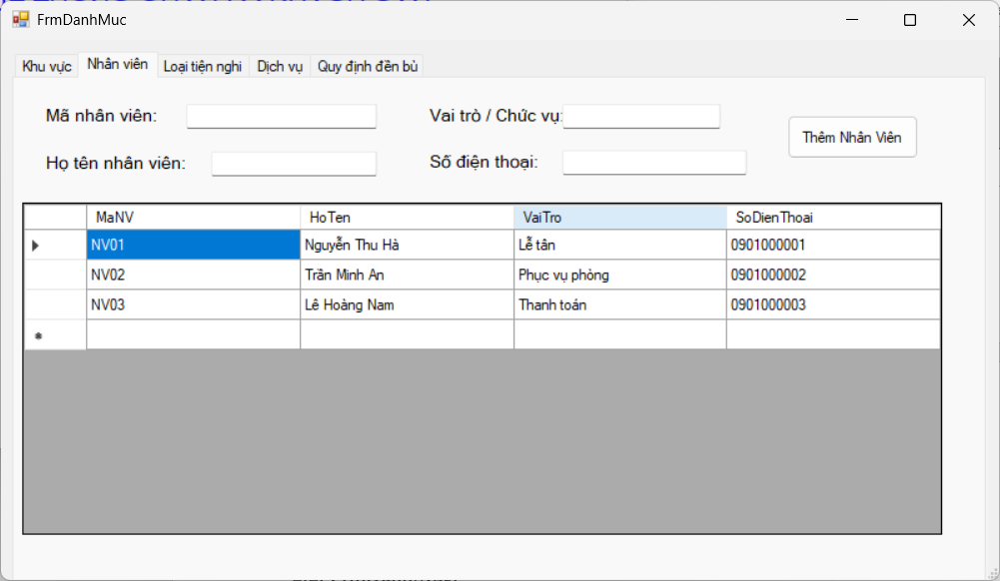 FrmDanhMuc
Khu vực Nhân viên Loại tiện nghi Dịch vụ Quy định đền bù
Mã nhân viên: Vai trò / Chức vụ:
Thêm Nhân Viên
Họ tên nhân viên: Số điện thoại:
MaNV HoTen VaiTro SoDienThoai
NV01 Nguyễn Thu Hà Lễ tân 0901000001
NV02 Trần Minh An Phục vụ phòng 0901000002
NV03 Lê Hoàng Nam Thanh toán 0901000003